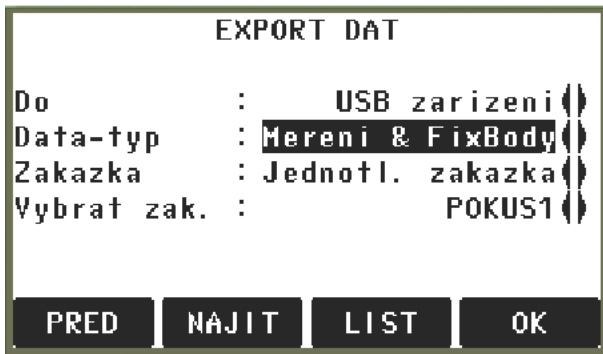 EXPORT DAT
Do : USB zarizeni
Data-typ : Mereni & FixBody
Zakazka : Jednotl. zakazka
Vybrat zak. : POKUS1
PRED NAJIT LIST OK